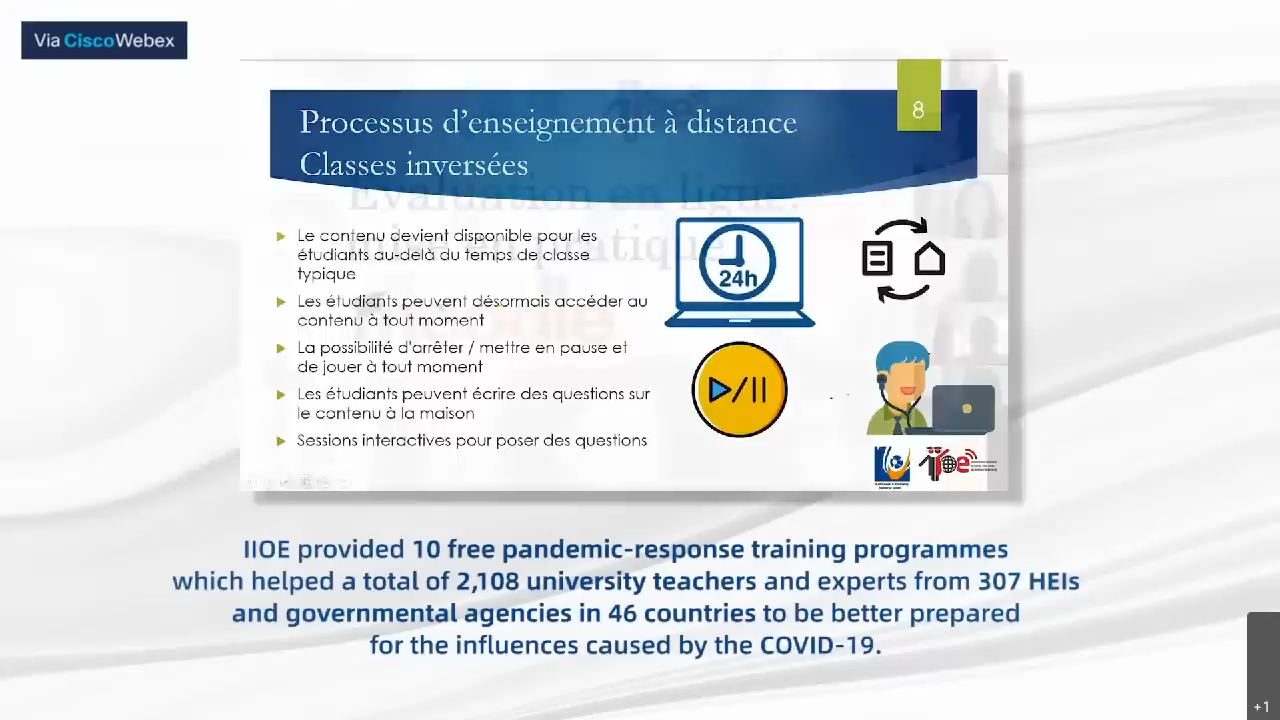 Via CiscoWebex
8
Processus d'enseignement à distance
Classes inversées
Evaluation en ligne:
Le contenu devient disponible pour les
étudiants au-delà du temps de classe
typique
Les étudiants peuvent désormais accéder au
contenu à tout moment
La possibilité d'arrêter / mettre en pause et
de jouer à tout moment
Les étudiants peuvent écrire des questions sur
le contenu à la maison
Sessions interactives pour poser des questions
24h
IIOE provided 10 free pandemic-response training programmes
which helped a total of 2,108 university teachers and experts from 307 HEIs
and governmental agencies in 46 countries to be better prepared
for the influences caused by the COVID-19.
+1